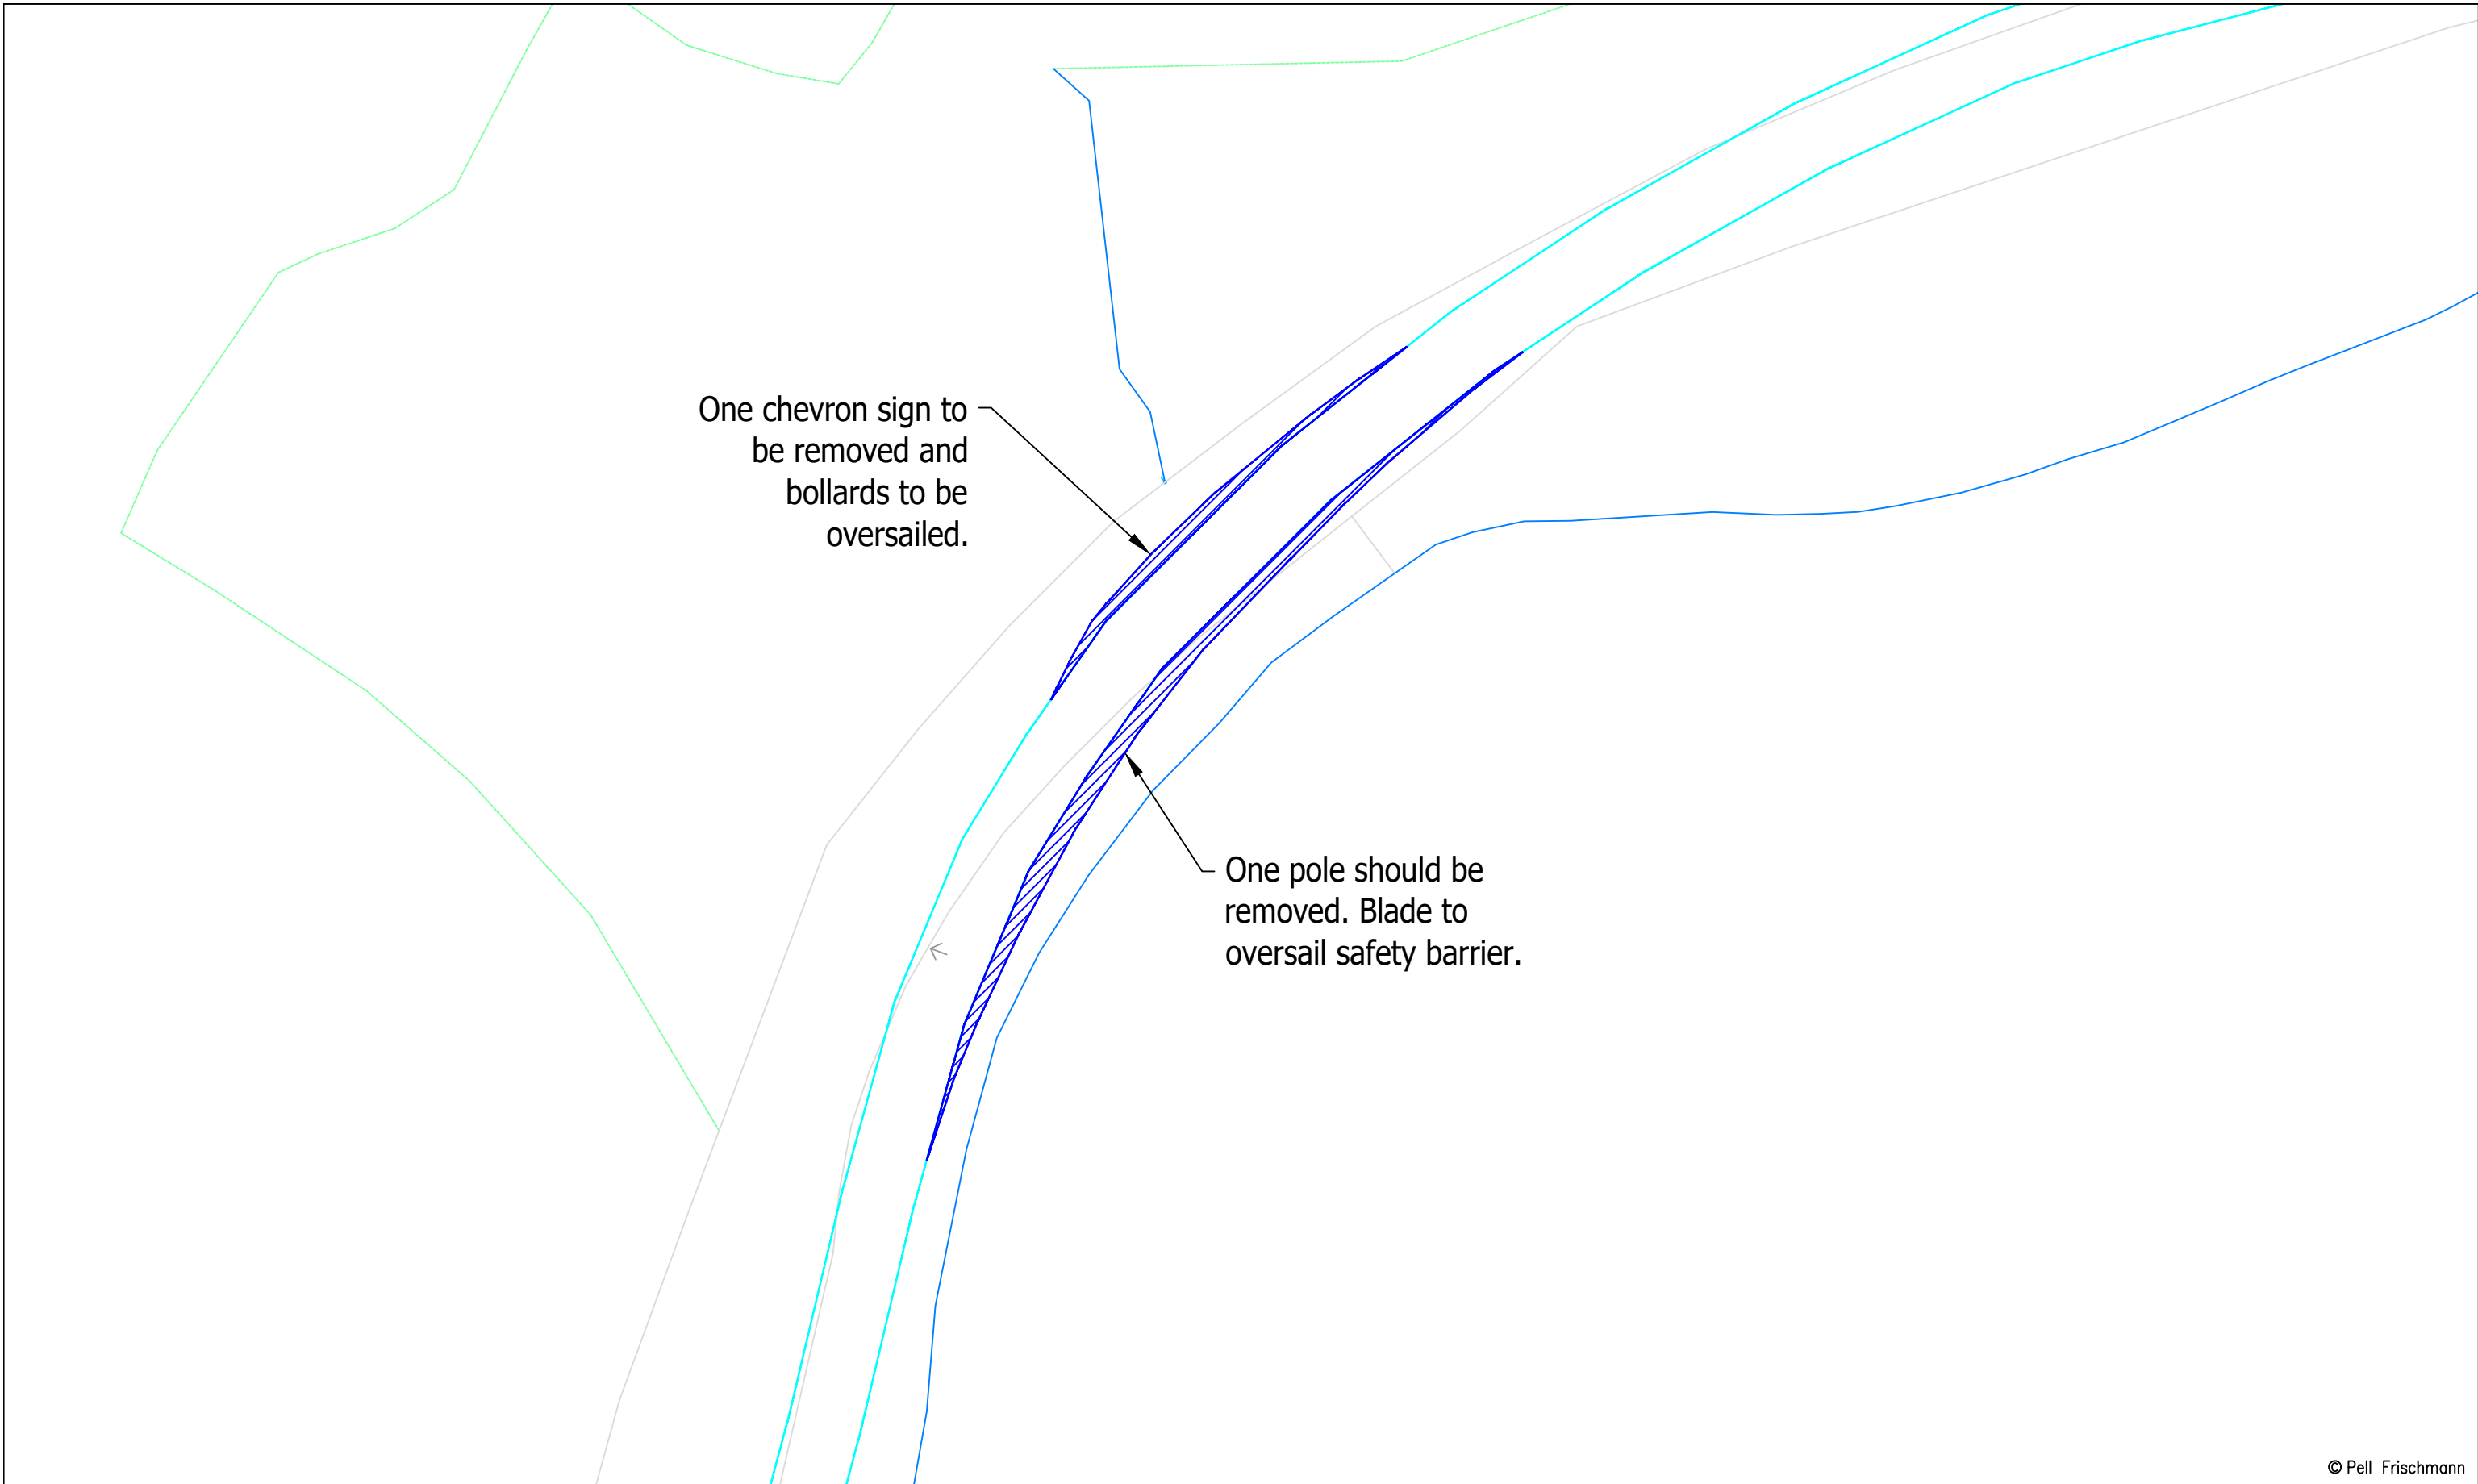 One chevron sign to
be removed and
bollards to be
oversailed.
One pole should be
removed. Blade to
oversail safety barrier.
© Pell Frischmann